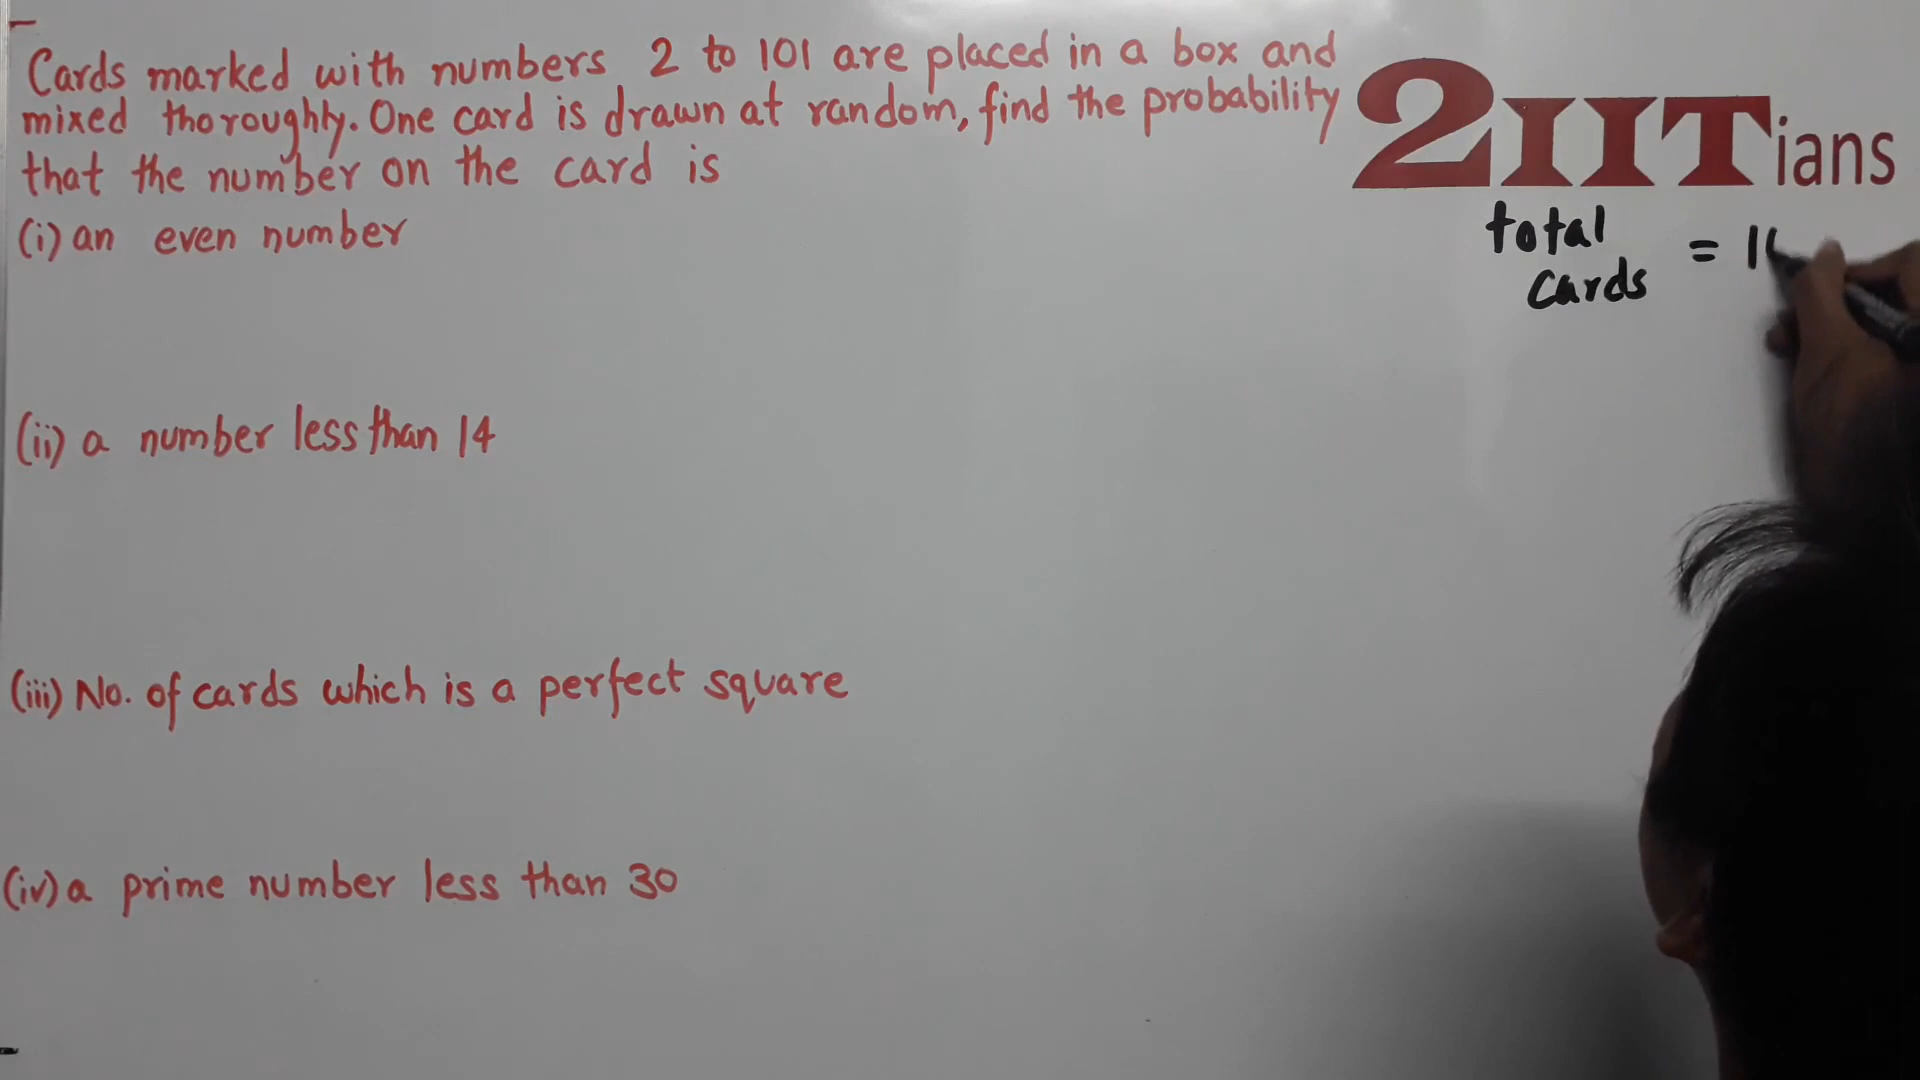 Cards marked with numbers 2 to 101 are placed in a box and
mixed thoroughly. One card is drawn at random, find the probability
that the number on the card is
(i) an even number
(ii) a number less than 14
(iii) No. of cards which is a perfect square
(iv) a prime number less than 30
2IITians
total
cards =